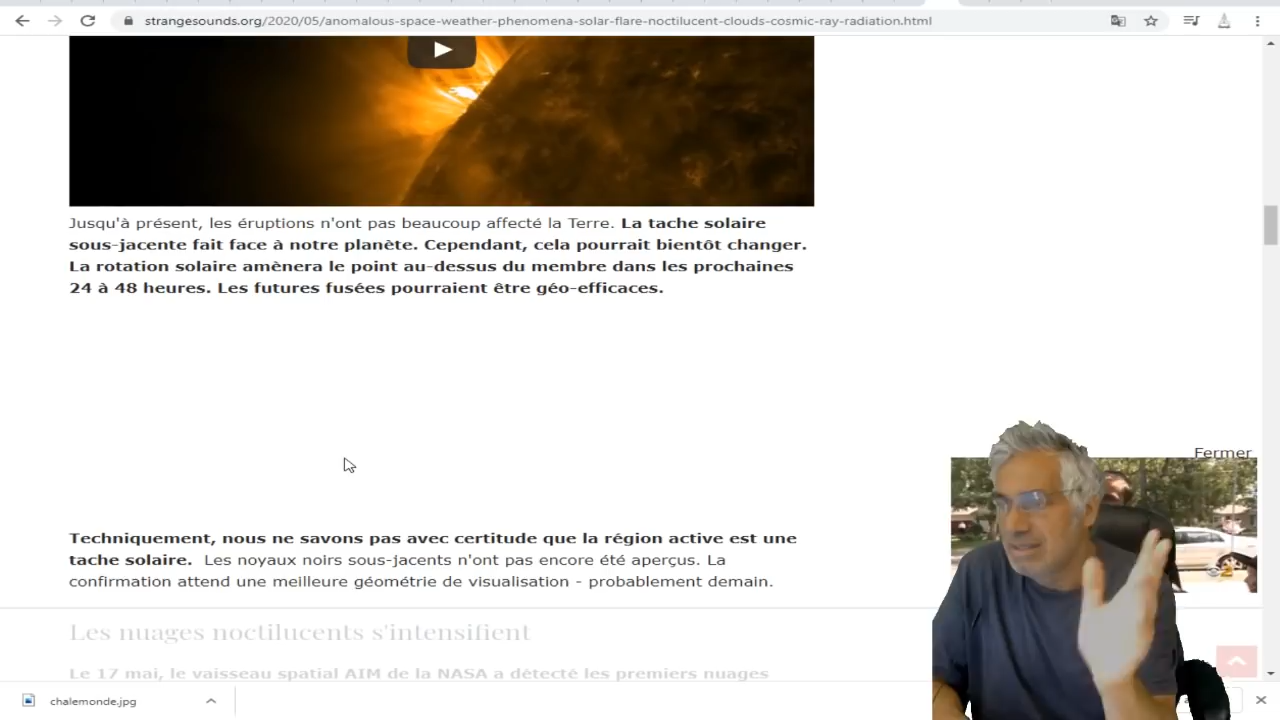 strangesounds.org/2020/05/anomalous-space-weather-phenomena-solar-flare-noctilucent-clouds-cosmic-ray-radiation.html
Jusqu'à présent, les éruptions n'ont pas beaucoup affecté la Terre. La tache solaire
sous-jacente fait face à notre planète. Cependant, cela pourrait bientôt changer.
La rotation solaire amènera le point au-dessus du membre dans les prochaines
24 à 48 heures. Les futures fusées pourraient être géo-efficaces.
Fermer
Techniquement, nous ne savons pas avec certitude que la région active est une
tache solaire. Les noyaux noirs sous-jacents n'ont pas encore été aperçus. La
confirmation attend une meilleure géométrie de visualisation - probablement demain.
Les nuages noctilucents s'intensifient
Le 17 mai, le vaisseau spatial AIM de la NASA a détecté les premiers nuages
chalemonde.jpg